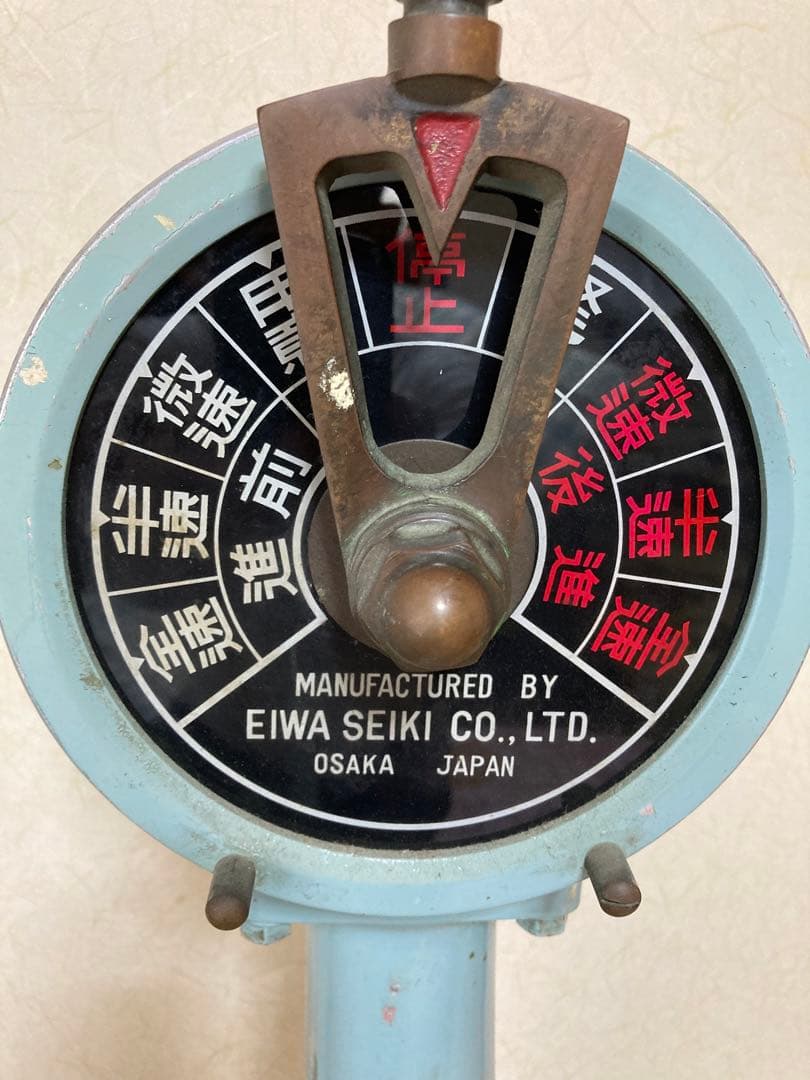 停止
微速
半速
全速
前進
微速
半速
全速
後進
MANUFACTURED BY
EIWA SEIKI CO., LTD.
OSAKA JAPAN